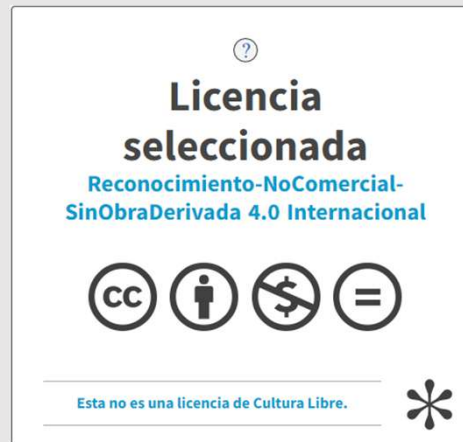 ?
Licencia
seleccionada
Reconocimiento-NoComercial-
SinObraDerivada 4.0 Internacional
cc $ =
Esta no es una licencia de Cultura Libre.